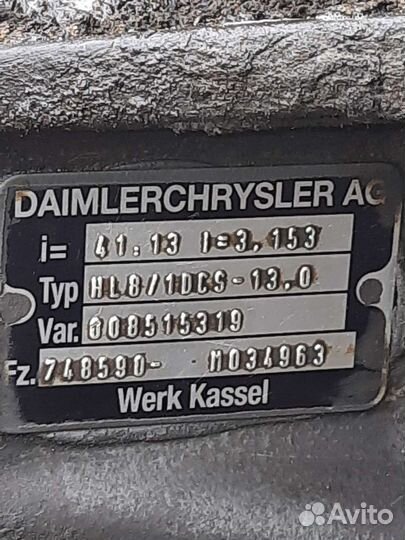 DAIMLERCHRYSLER AG
i= 41:13 I=3.153
Typ HL8/1DCS-13.0
Var. 008515319
Fz. 748590- M034963
Werk Kassel
Avito